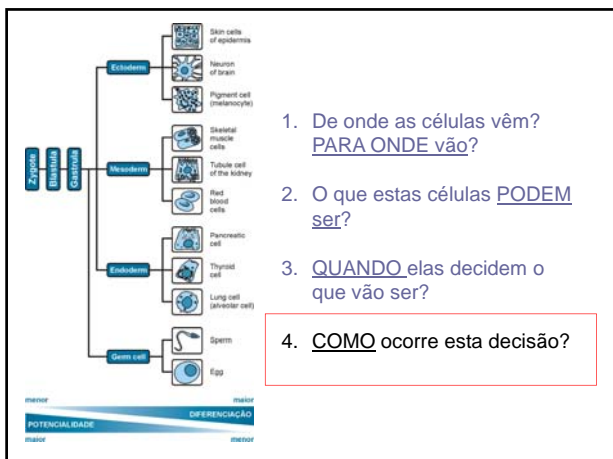 Zygote
Blastula
Gastrula
Ectoderm
Skin cells
of epidermis
Neuron
of brain
Pigment cell
(melanocyte)
Mesoderm
Skeletal
muscle
cells
Tubule cell
of the kidney
Red
blood
cells
Endoderm
Pancreatic
cell
Thyroid
cell
Lung cell
(alveolar cell)
Germ cell
Sperm
Egg
menor maior
DIFERENCIAÇÃO
POTENCIALIDADE
maior menor
1. De onde as células vêm?
PARA ONDE vão?
2. O que estas células PODEM
ser?
3. QUANDO elas decidem o
que vão ser?
4. COMO ocorre esta decisão?